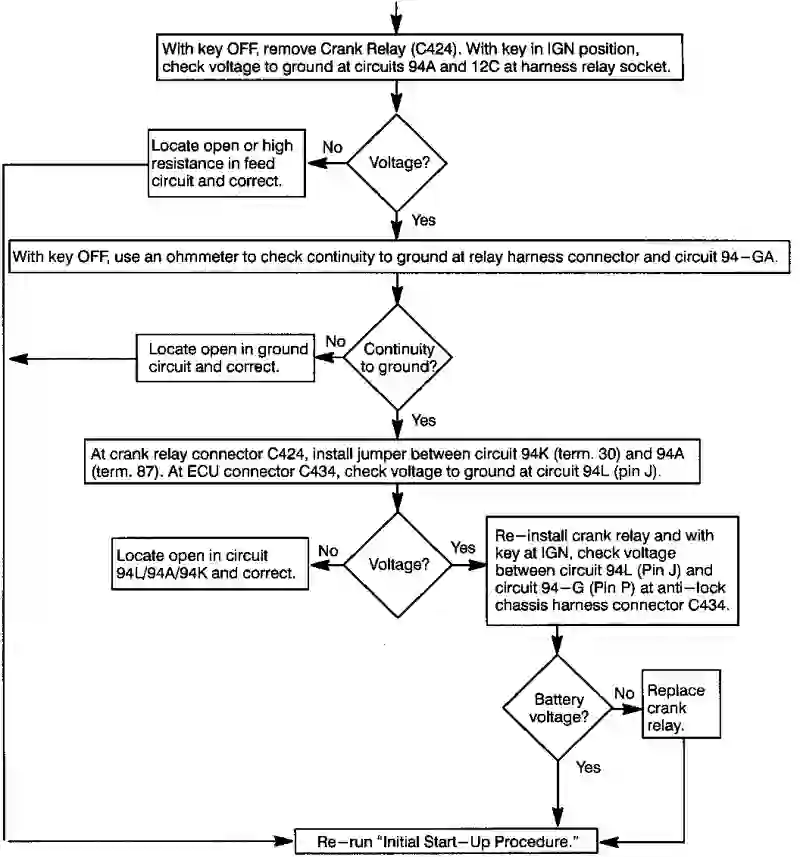 With key OFF, remove Crank Relay (C424). With key in IGN position,
check voltage to ground at circuits 94A and 12C at harness relay socket.
Locate open or high
resistance in feed
circuit and correct.
No
Voltage?
Yes
With key OFF, use an ohmmeter to check continuity to ground at relay harness connector and circuit 94–GA.
Locate open in ground
circuit and correct.
No
Continuity
to ground?
Yes
At crank relay connector C424, install jumper between circuit 94K (term. 30) and 94A
(term. 87). At ECU connector C434, check voltage to ground at circuit 94L (pin J).
Locate open in circuit
94L/94A/94K and correct.
No
Voltage?
Yes
Re–install crank relay and with
key at IGN, check voltage
between circuit 94L (Pin J) and
circuit 94–G (Pin P) at anti–lock
chassis harness connector C434.
Battery
voltage?
No
Replace
crank
relay.
Yes
Re–run “Initial Start–Up Procedure.”